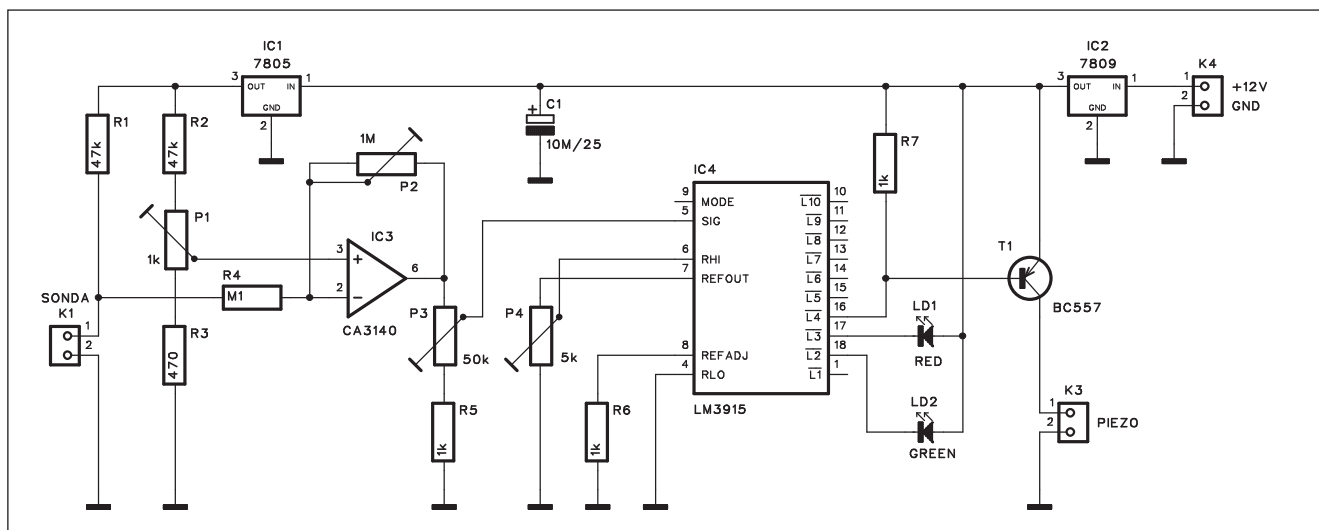 IC1
7805
3
OUT
IN
1
GND
2
IC2
7809
3
OUT
IN
1
GND
2
K4
1
2
+12V
GND
R1
47k
R2
47k
C1
+
10M/25
1M
P2
R7
1k
P1
1k
IC3
3
+
2
−
6
CA3140
R4
M1
SONDA
K1
1
2
R3
470
P3
50k
P4
5k
R5
1k
R6
1k
IC4
9
MODE
5
SIG
6
RHI
7
REFOUT
8
REFADJ
4
RLO
L10
10
L9
11
L8
12
L7
13
L6
14
L5
15
L4
16
L3
17
L2
18
L1
1
LM3915
LD1
RED
LD2
GREEN
T1
BC557
K3
1
2
PIEZO